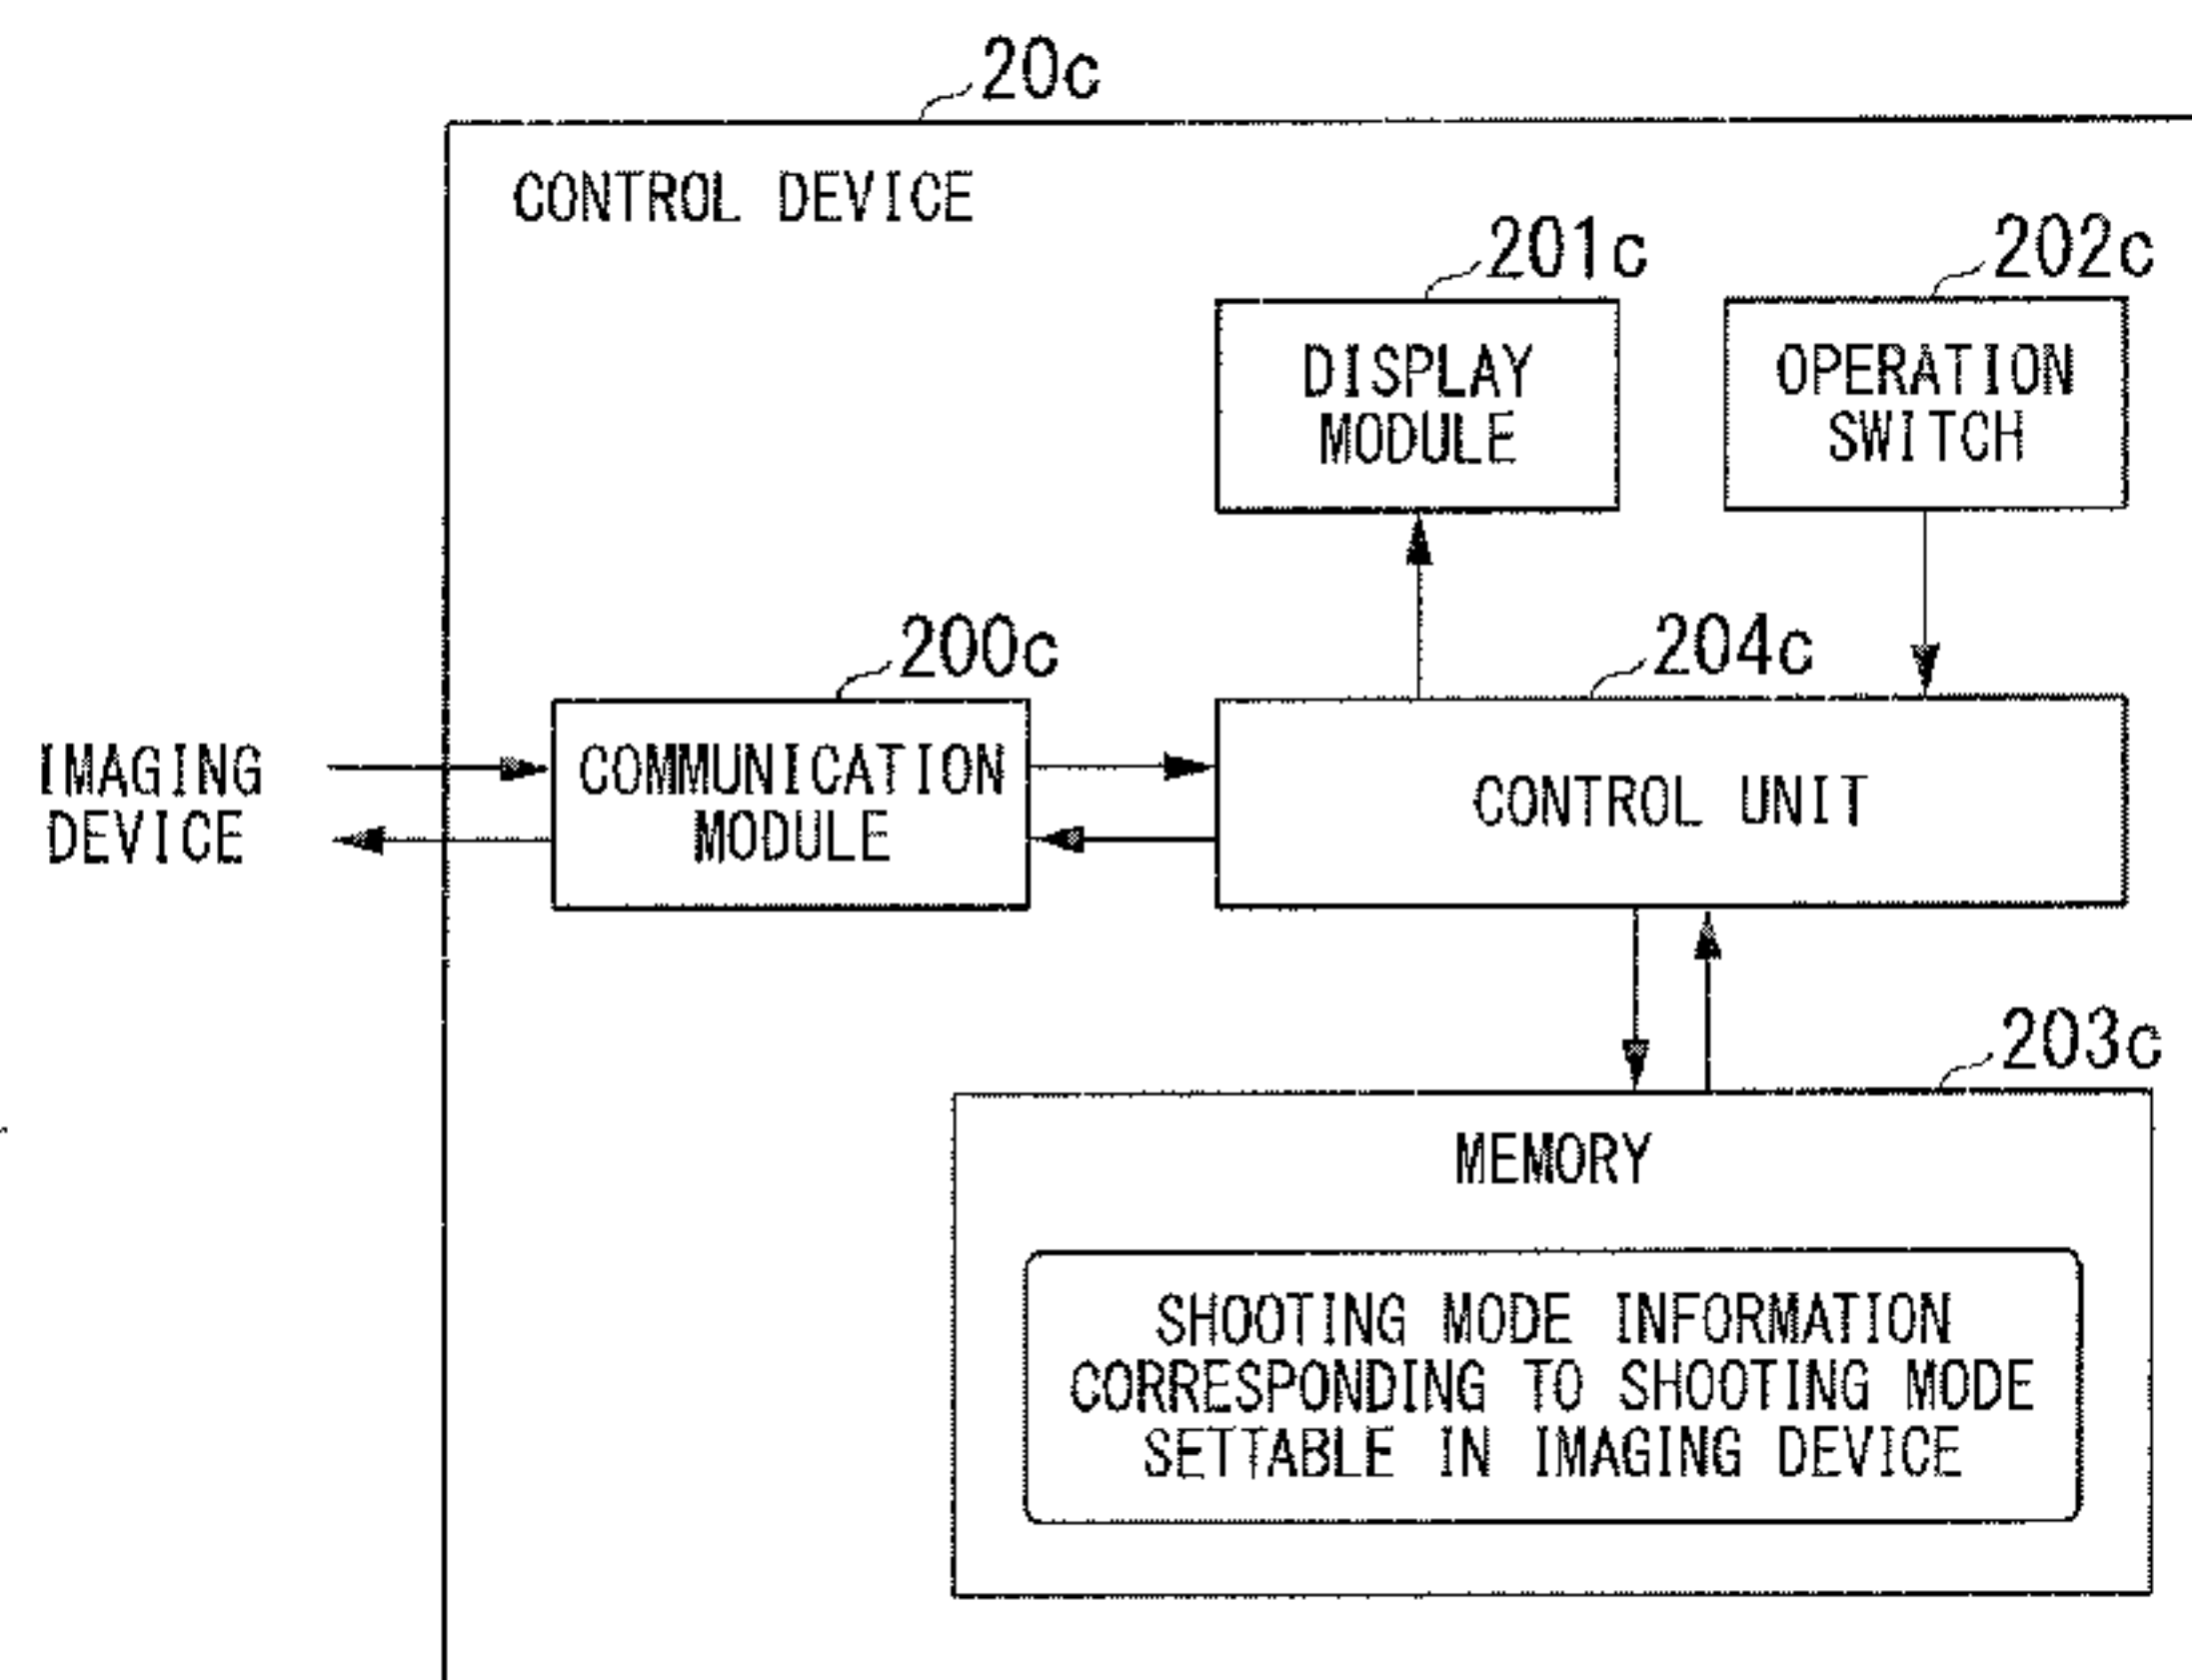 20c
CONTROL DEVICE
201c
202c
DISPLAY
MODULE
OPERATION
SWITCH
200c
204c
IMAGING
DEVICE
COMMUNICATION
MODULE
CONTROL UNIT
203c
MEMORY
SHOOTING MODE INFORMATION
CORRESPONDING TO SHOOTING MODE
SETTABLE IN IMAGING DEVICE